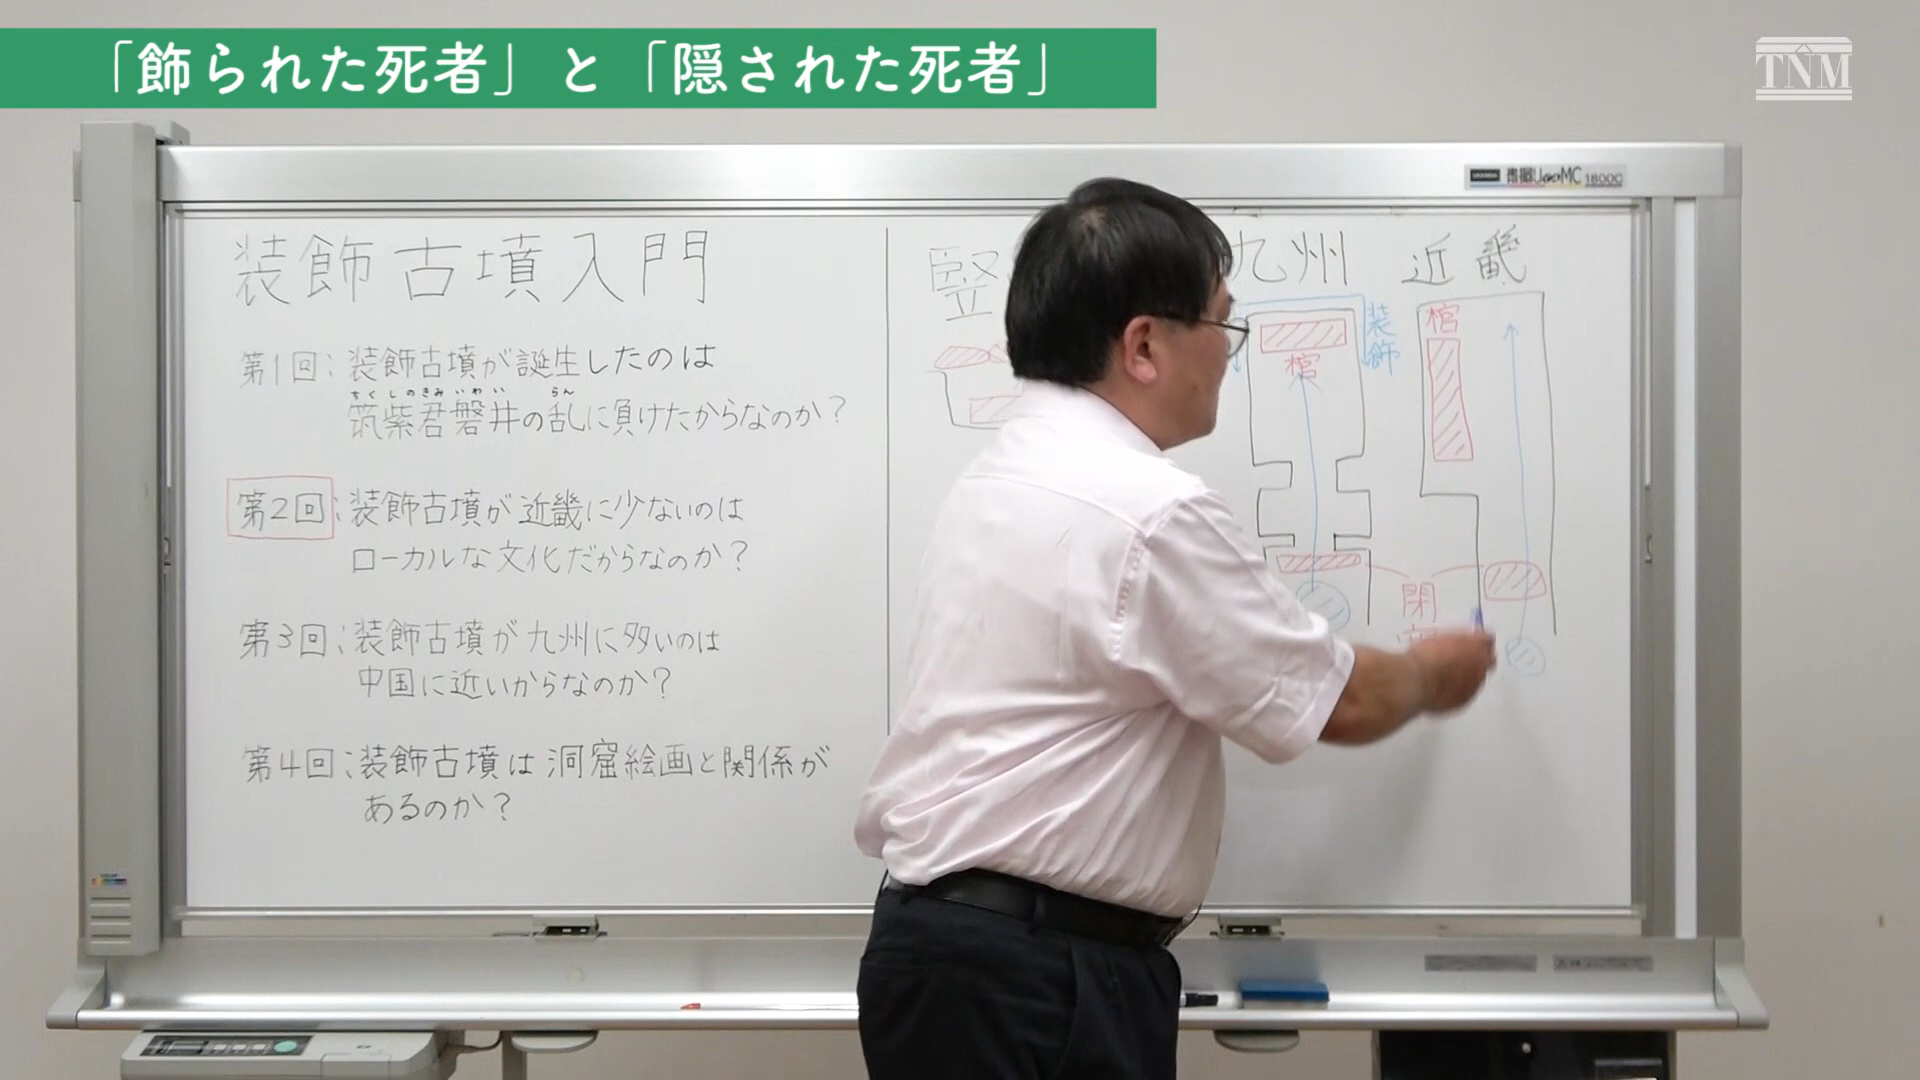 「飾られた死者」と「隠された死者」
TNM
1800C
装飾古墳入門
第1回：装飾古墳が誕生したのは
ちくしのきみいわい らん
筑紫君磐井の乱に負けたからなのか？
第2回：装飾古墳が近畿に少ないのは
ローカルな文化だからなのか？
第3回：装飾古墳が九州に多いのは
中国に近いからなのか？
第4回：装飾古墳は洞窟絵画と関係が
あるのか？
竪
九州
近畿
棺
装飾
棺
閉